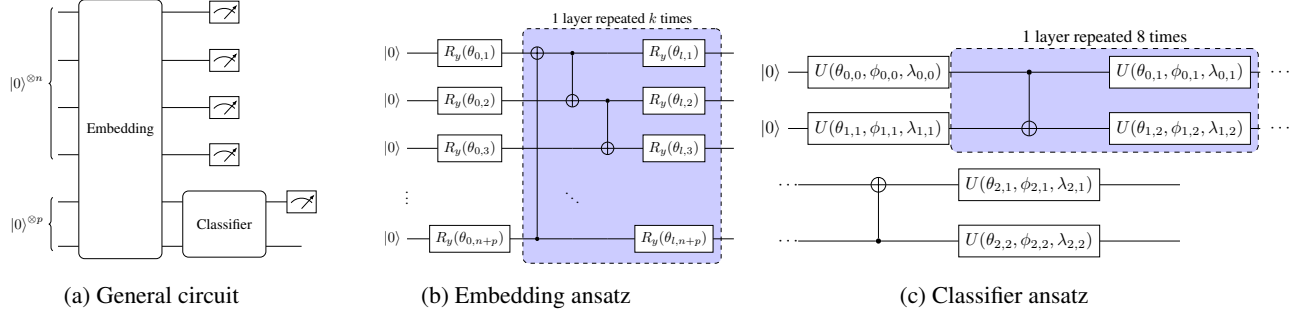 |0⟩^{⊗n}
Embedding
|0⟩^{⊗p}
Classifier
(a) General circuit
1 layer repeated k times
|0⟩ R_y(θ_{0,1}) R_y(θ_{l,1})
|0⟩ R_y(θ_{0,2}) R_y(θ_{l,2})
|0⟩ R_y(θ_{0,3}) R_y(θ_{l,3})
⋮ ⋱
|0⟩ R_y(θ_{0,n+p}) R_y(θ_{l,n+p})
(b) Embedding ansatz
1 layer repeated 8 times
|0⟩ U(θ_{0,0}, ϕ_{0,0}, λ_{0,0}) U(θ_{0,1}, ϕ_{0,1}, λ_{0,1}) ⋯
|0⟩ U(θ_{1,1}, ϕ_{1,1}, λ_{1,1}) U(θ_{1,2}, ϕ_{1,2}, λ_{1,2}) ⋯
⋯ U(θ_{2,1}, ϕ_{2,1}, λ_{2,1})
⋯ U(θ_{2,2}, ϕ_{2,2}, λ_{2,2})
(c) Classifier ansatz